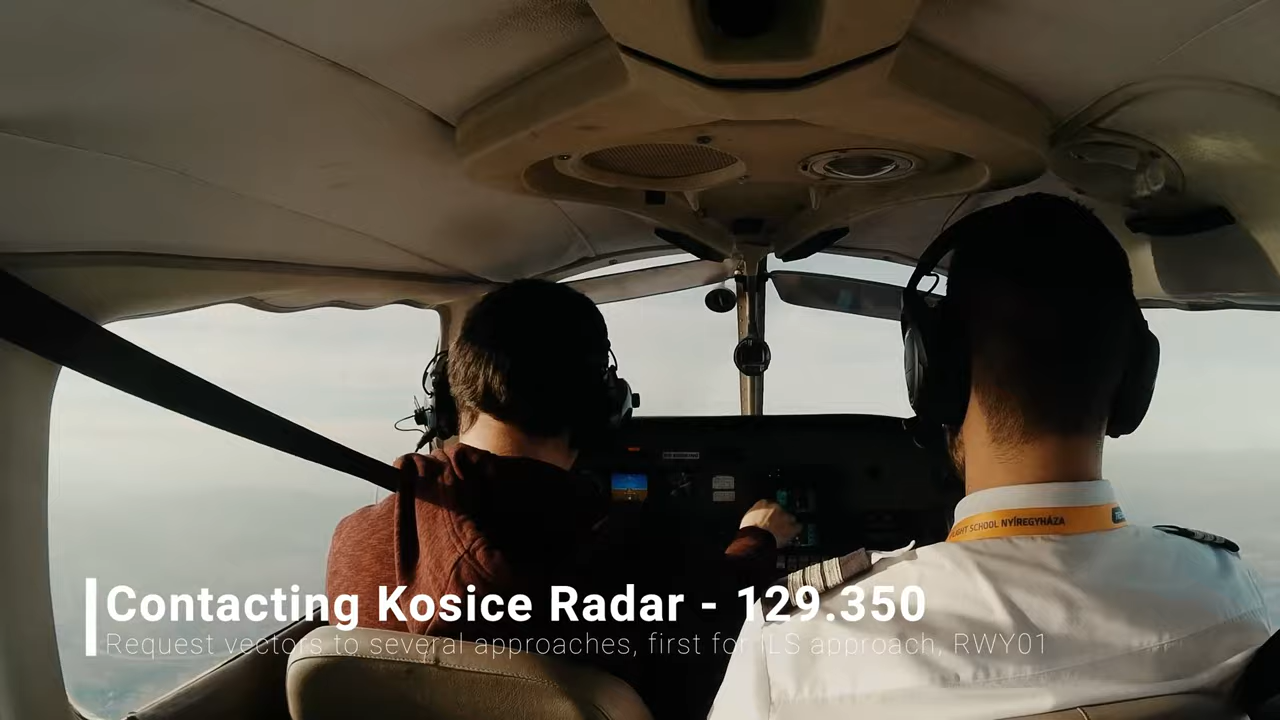 FLIGHT SCHOOL NYÍREGYHÁZA
Contacting Kosice Radar - 129.350
Request vectors to several approaches, first for ILS approach, RWY01